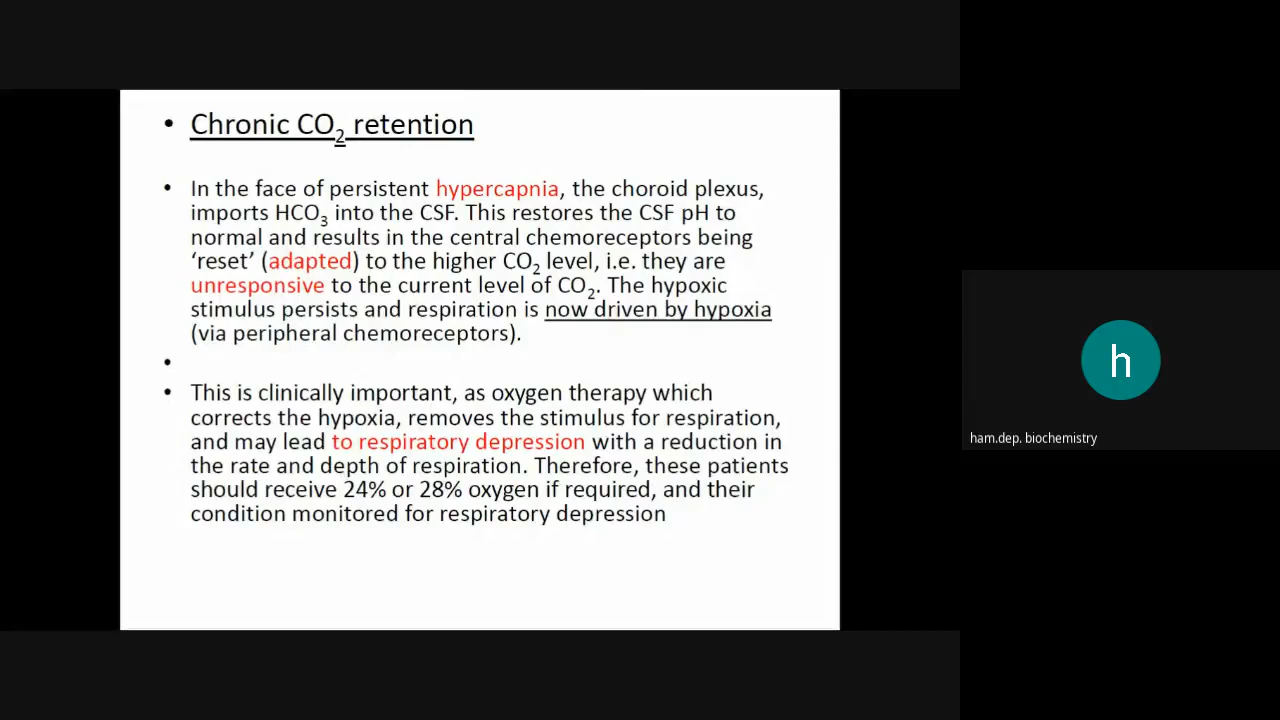 • Chronic CO₂ retention
• In the face of persistent hypercapnia, the choroid plexus,
imports HCO₃ into the CSF. This restores the CSF pH to
normal and results in the central chemoreceptors being
‘reset’ (adapted) to the higher CO₂ level, i.e. they are
unresponsive to the current level of CO₂. The hypoxic
stimulus persists and respiration is now driven by hypoxia
(via peripheral chemoreceptors).
•
• This is clinically important, as oxygen therapy which
corrects the hypoxia, removes the stimulus for respiration,
and may lead to respiratory depression with a reduction in
the rate and depth of respiration. Therefore, these patients
should receive 24% or 28% oxygen if required, and their
condition monitored for respiratory depression
h
ham.dep. biochemistry